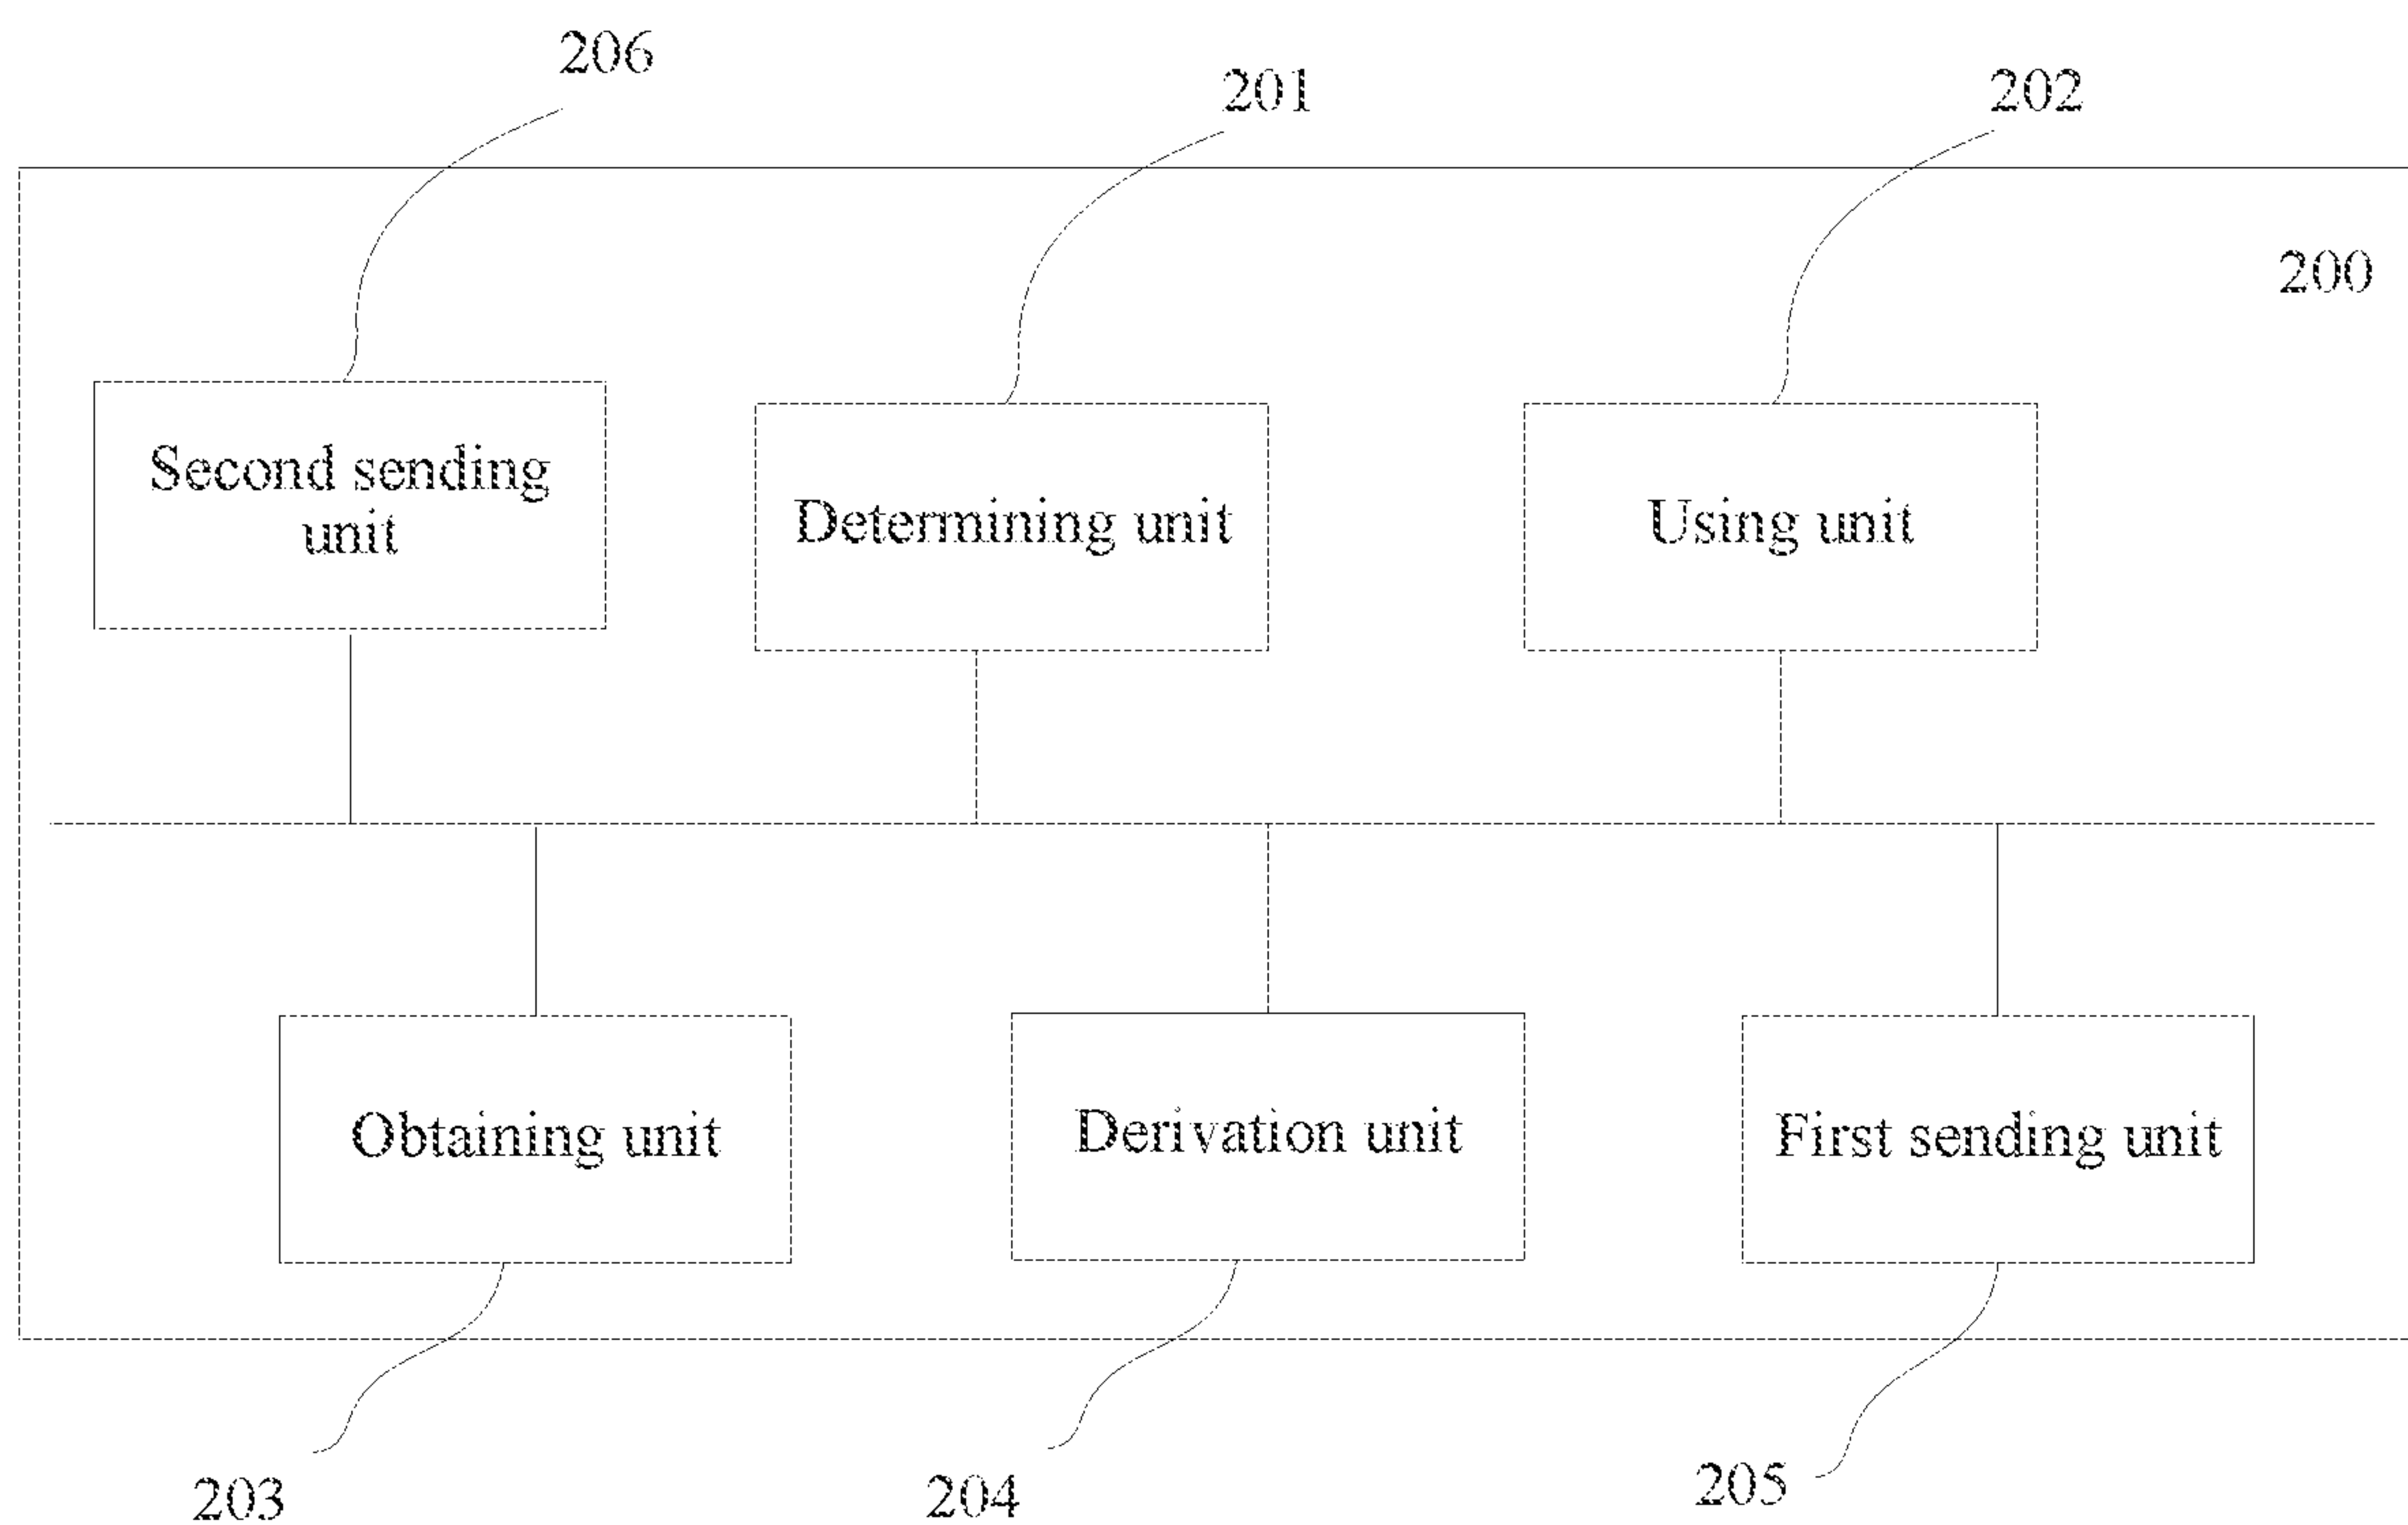 206
201
202
200
Second sending
unit
Determining unit
Using unit
Obtaining unit
Derivation unit
First sending unit
203
204
205